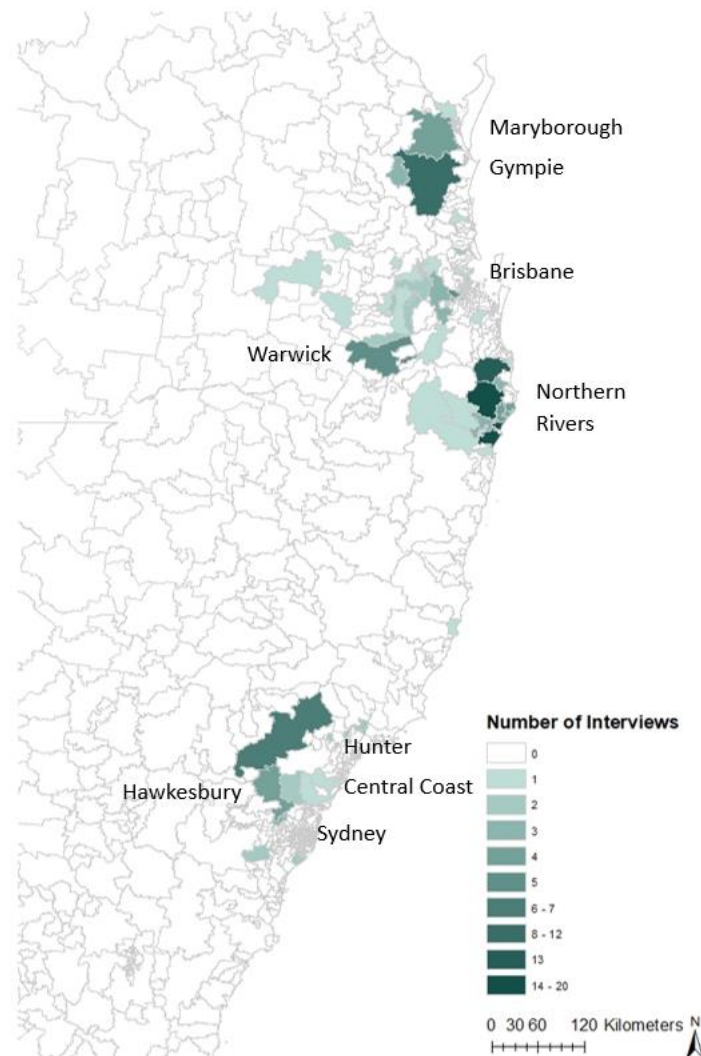 Maryborough
Gympie
Brisbane
Warwick
Northern
Rivers
Hunter
Hawkesbury
Central Coast
Sydney
Number of Interviews
0
1
2
3
4
5
6 - 7
8 - 12
13
14 - 20
0 30 60 120 Kilometers
N